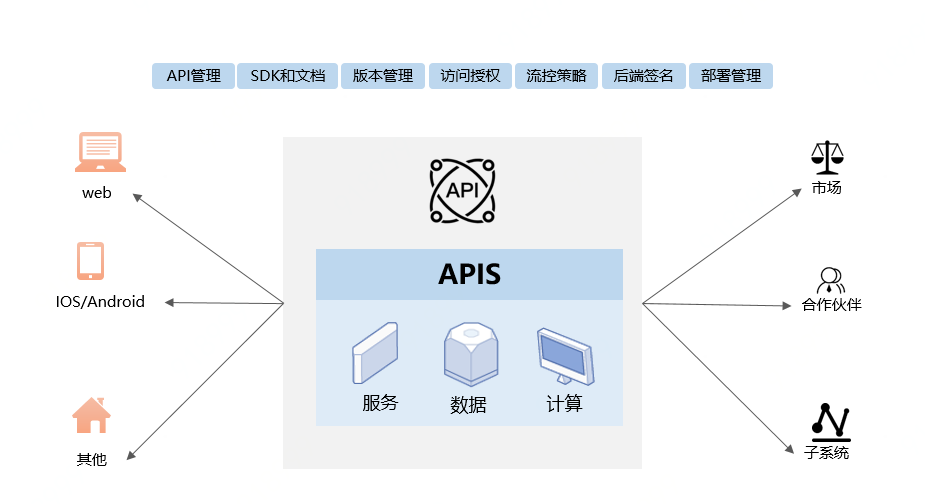 API管理 SDK和文档 版本管理 访问授权 流控策略 后端签名 部署管理
web
IOS/Android
其他
API
APIS
服务 数据 计算
市场
合作伙伴
子系统